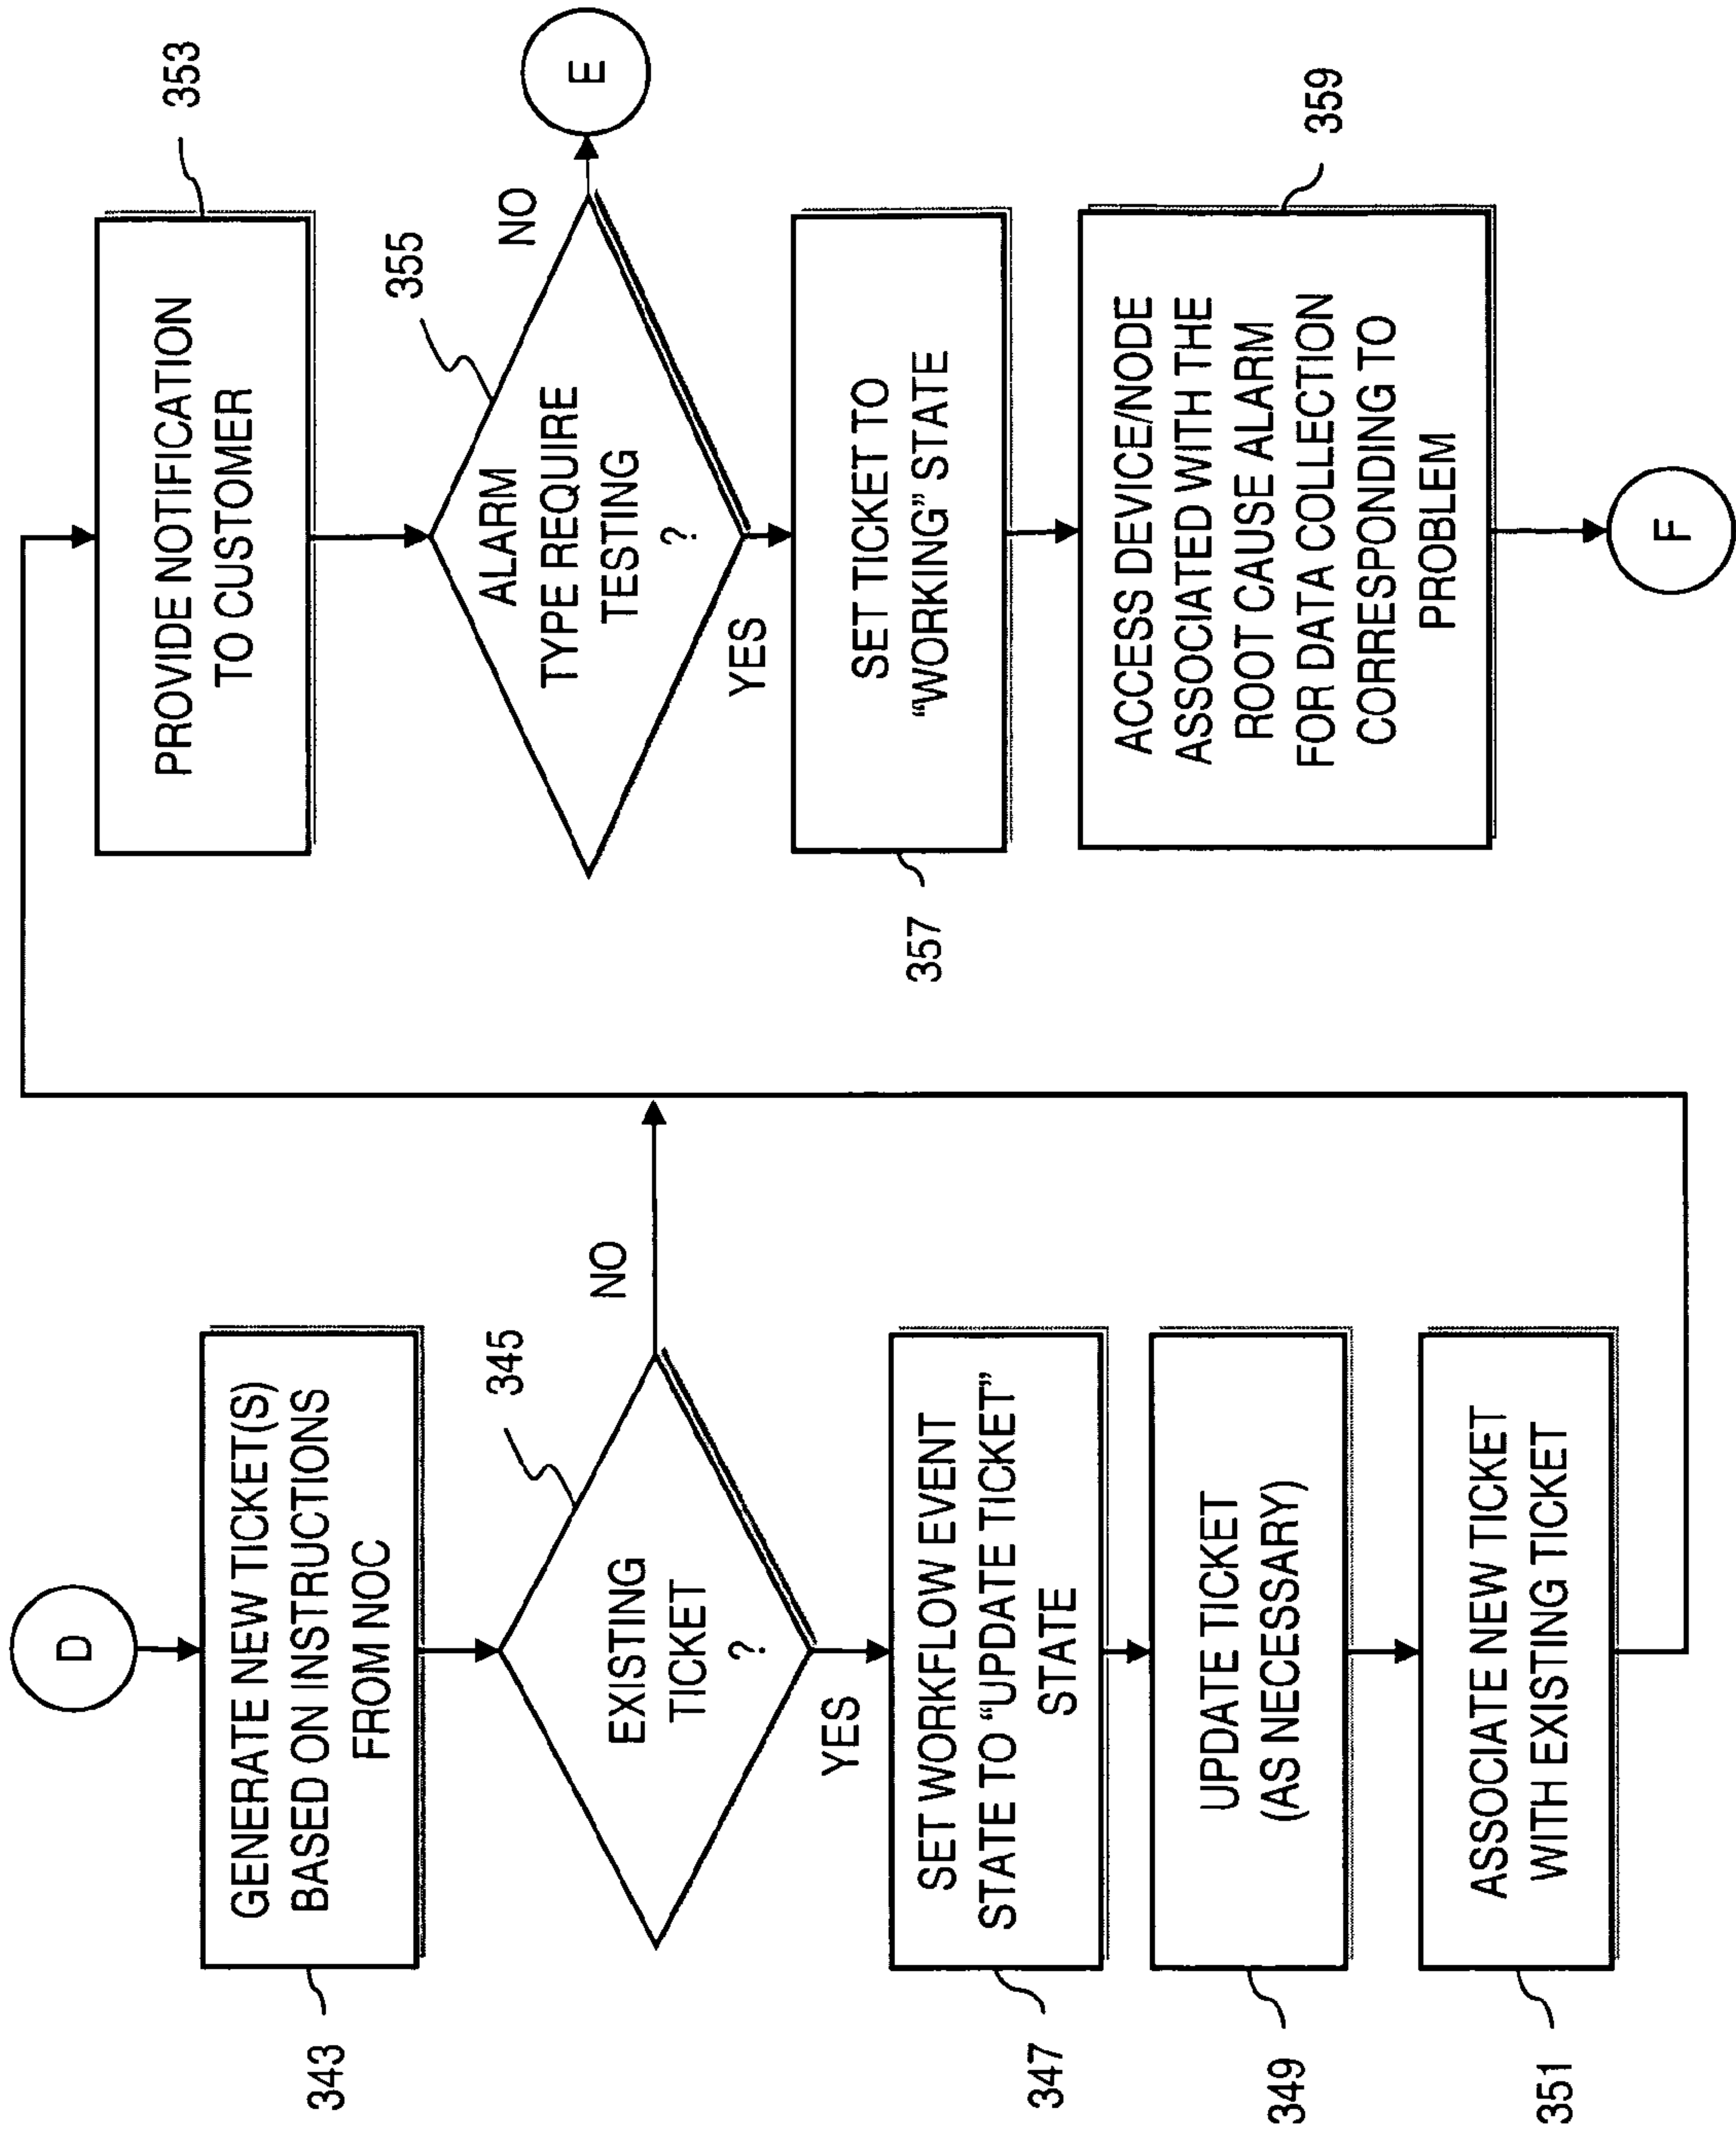 D
GENERATE NEW TICKET(S)
BASED ON INSTRUCTIONS
FROM NOC
343
EXISTING
TICKET
?
345
NO
YES
SET WORKFLOW EVENT
STATE TO "UPDATE TICKET"
STATE
347
UPDATE TICKET
(AS NECESSARY)
349
ASSOCIATE NEW TICKET
WITH EXISTING TICKET
351
PROVIDE NOTIFICATION
TO CUSTOMER
353
ALARM
TYPE REQUIRE
TESTING
?
355
NO
E
YES
SET TICKET TO
"WORKING" STATE
357
ACCESS DEVICE/NODE
ASSOCIATED WITH THE
ROOT CAUSE ALARM
FOR DATA COLLECTION
CORRESPONDING TO
PROBLEM
359
F